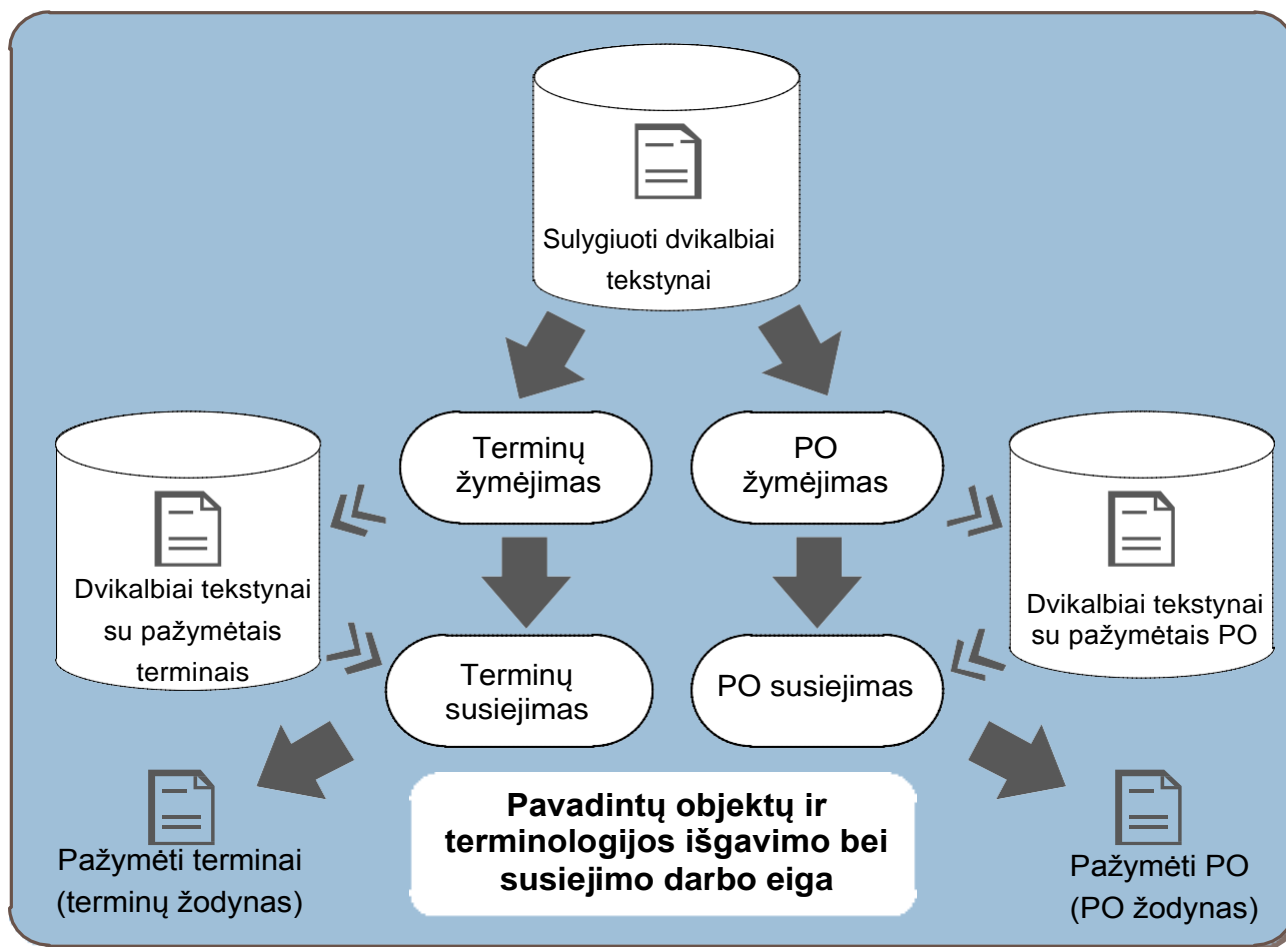 Sulygiuoti dvikalbiai
tekstynai
Terminų
žymėjimas
PO
žymėjimas
Dvikalbiai tekstynai
su pažymėtais
terminais
Dvikalbiai tekstynai
su pažymėtais PO
Terminų
susiejimas
PO susiejimas
Pažymėti terminai
(terminų žodynas)
Pavadintų objektų ir
terminologijos išgavimo bei
susiejimo darbo eiga
Pažymėti PO
(PO žodynas)